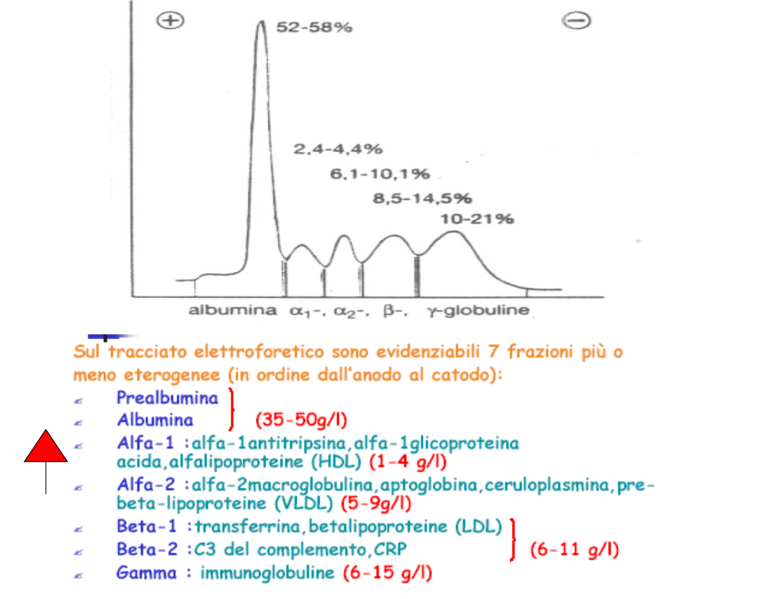 + −
52-58%
2,4-4,4%
6,1-10,1%
8,5-14,5%
10-21%
albumina α₁-, α₂-, β-, γ-globuline
Sul tracciato elettroforetico sono evidenziabili 7 frazioni più o
meno eterogenee (in ordine dall'anodo al catodo):
Prealbumina
Albumina (35-50g/l)
Alfa-1 :alfa-1antitripsina,alfa-1glicoproteina
acida,alfalipoproteine (HDL) (1-4 g/l)
Alfa-2 :alfa-2macroglobulina,aptoglobina,ceruloplasmina,pre-
beta-lipoproteine (VLDL) (5-9g/l)
Beta-1 :transferrina,betalipoproteine (LDL)
Beta-2 :C3 del complemento,CRP (6-11 g/l)
Gamma : immunoglobuline (6-15 g/l)